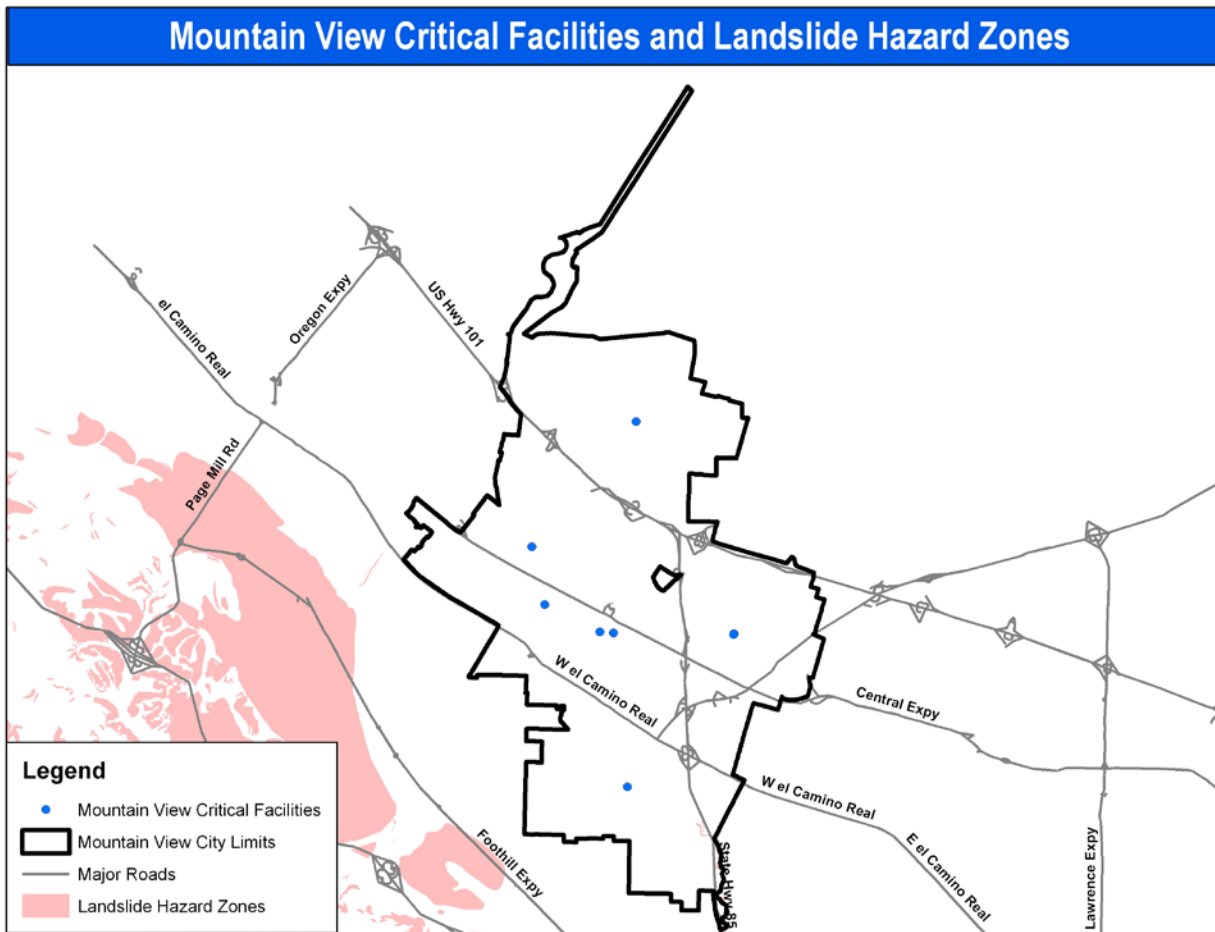 Mountain View Critical Facilities and Landslide Hazard Zones
el Camino Real
Oregon Expy
US Hwy 101
Page Mill Rd
W el Camino Real
Central Expy
W el Camino Real
E el Camino Real
Foothill Expy
State Hwy 85
Lawrence Expy
Legend
Mountain View Critical Facilities
Mountain View City Limits
Major Roads
Landslide Hazard Zones